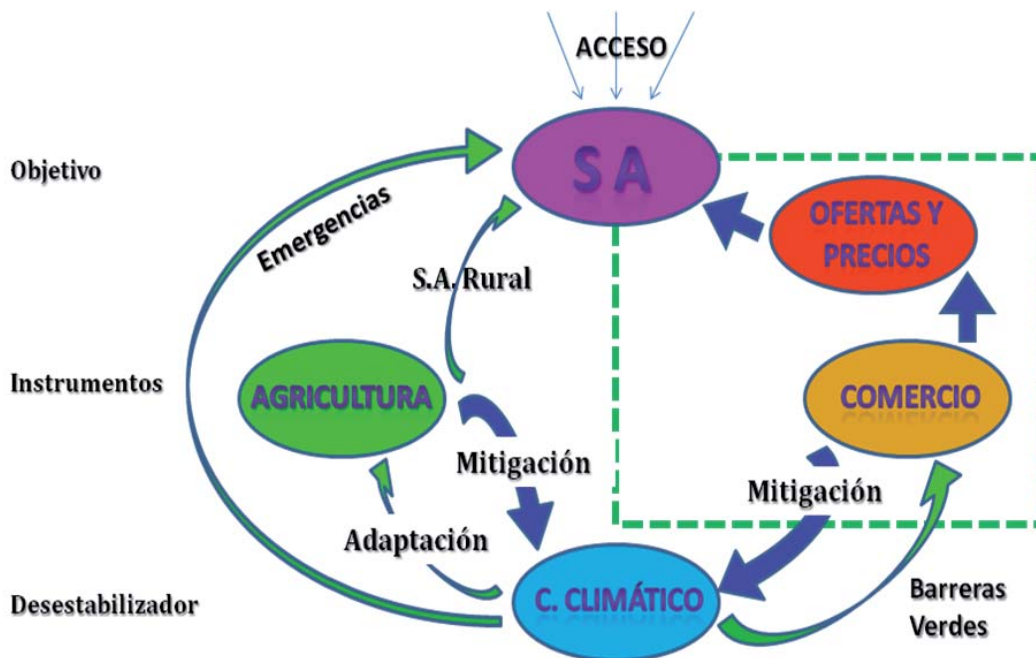 ACCESO
S A
Objetivo
OFERTAS Y
PRECIOS
Emergencias
S.A. Rural
Instrumentos
AGRICULTURA
COMERCIO
Mitigación
Mitigación
Adaptación
Desestabilizador
C. CLIMÁTICO
Barreras
Verdes